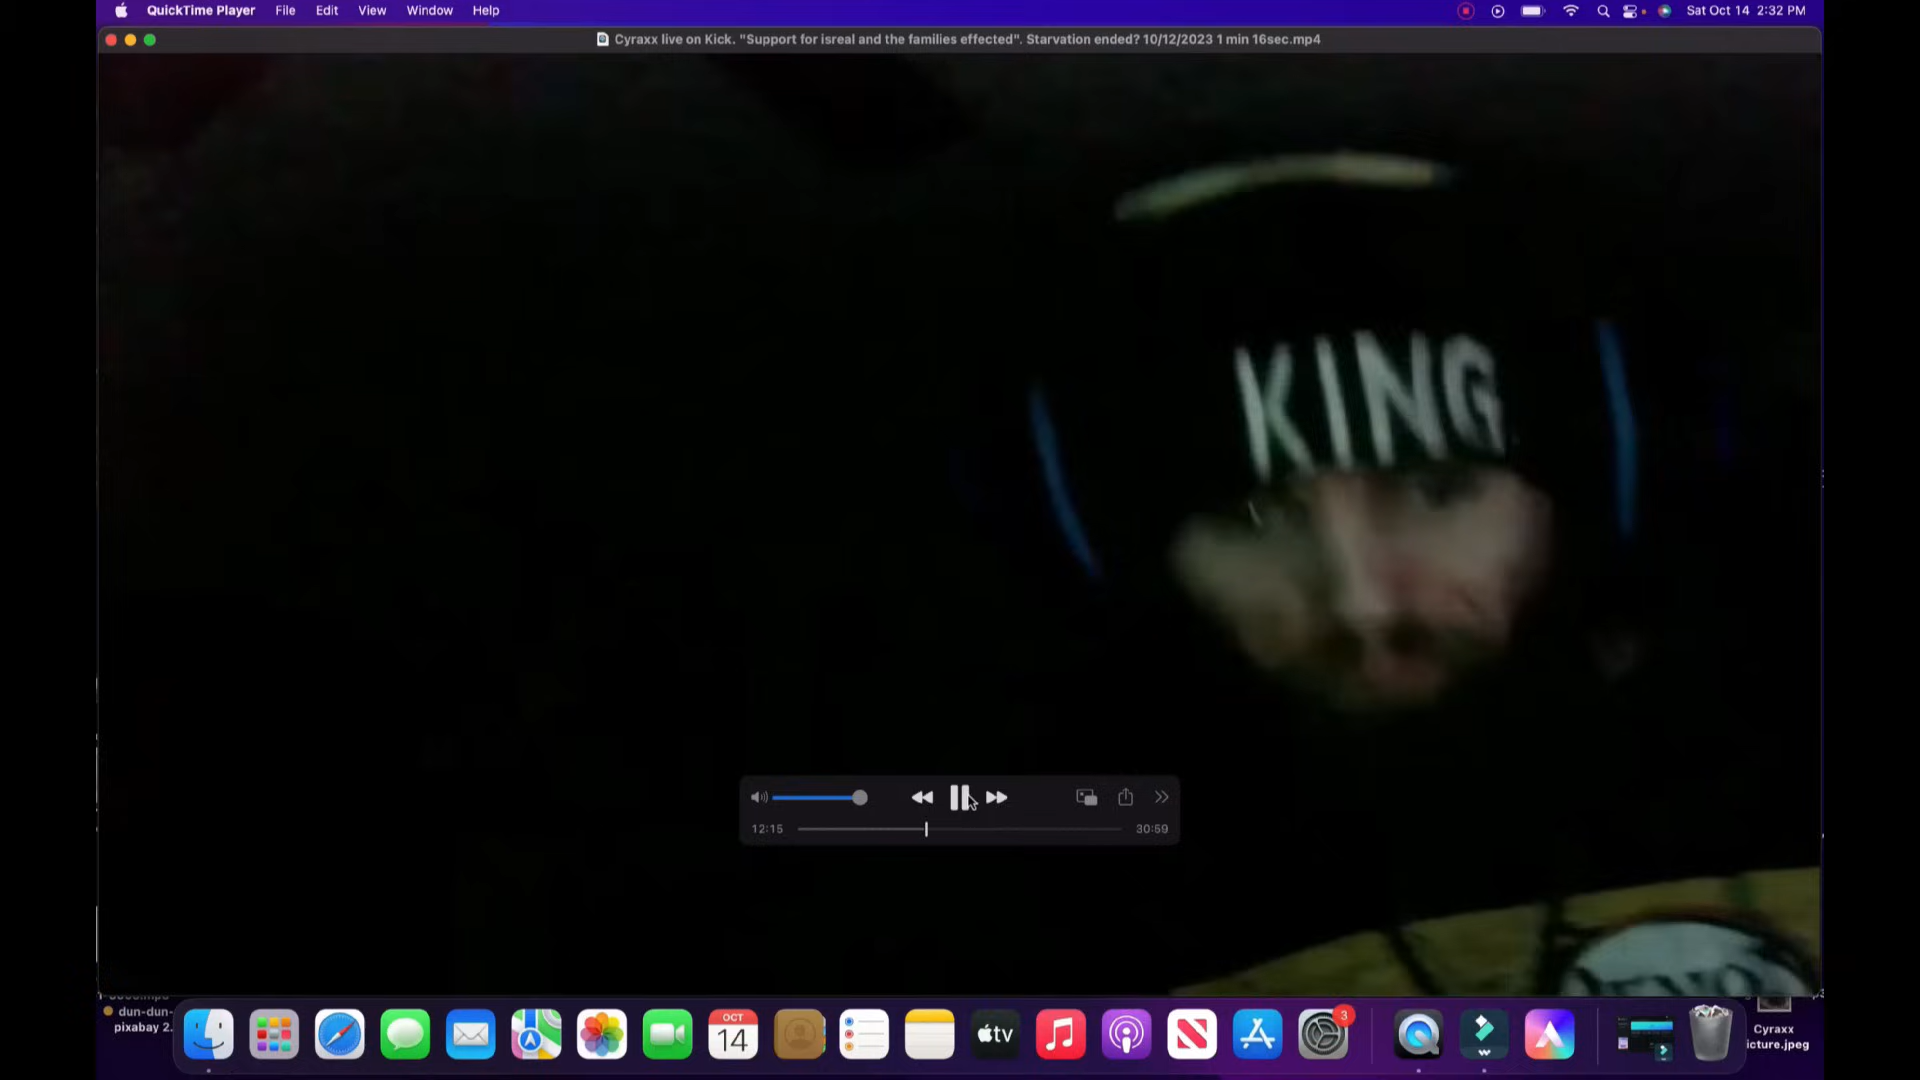 QuickTime Player File Edit View Window Help Sat Oct 14 2:32 PM
Cyraxx live on Kick. "Support for isreal and the families effected". Starvation ended? 10/12/2023 1 min 16sec.mp4
KING
12:15 30:59
dun-dun-
pixabay 2.
OCT
14
tv
3
Cyraxx
icture.jpeg